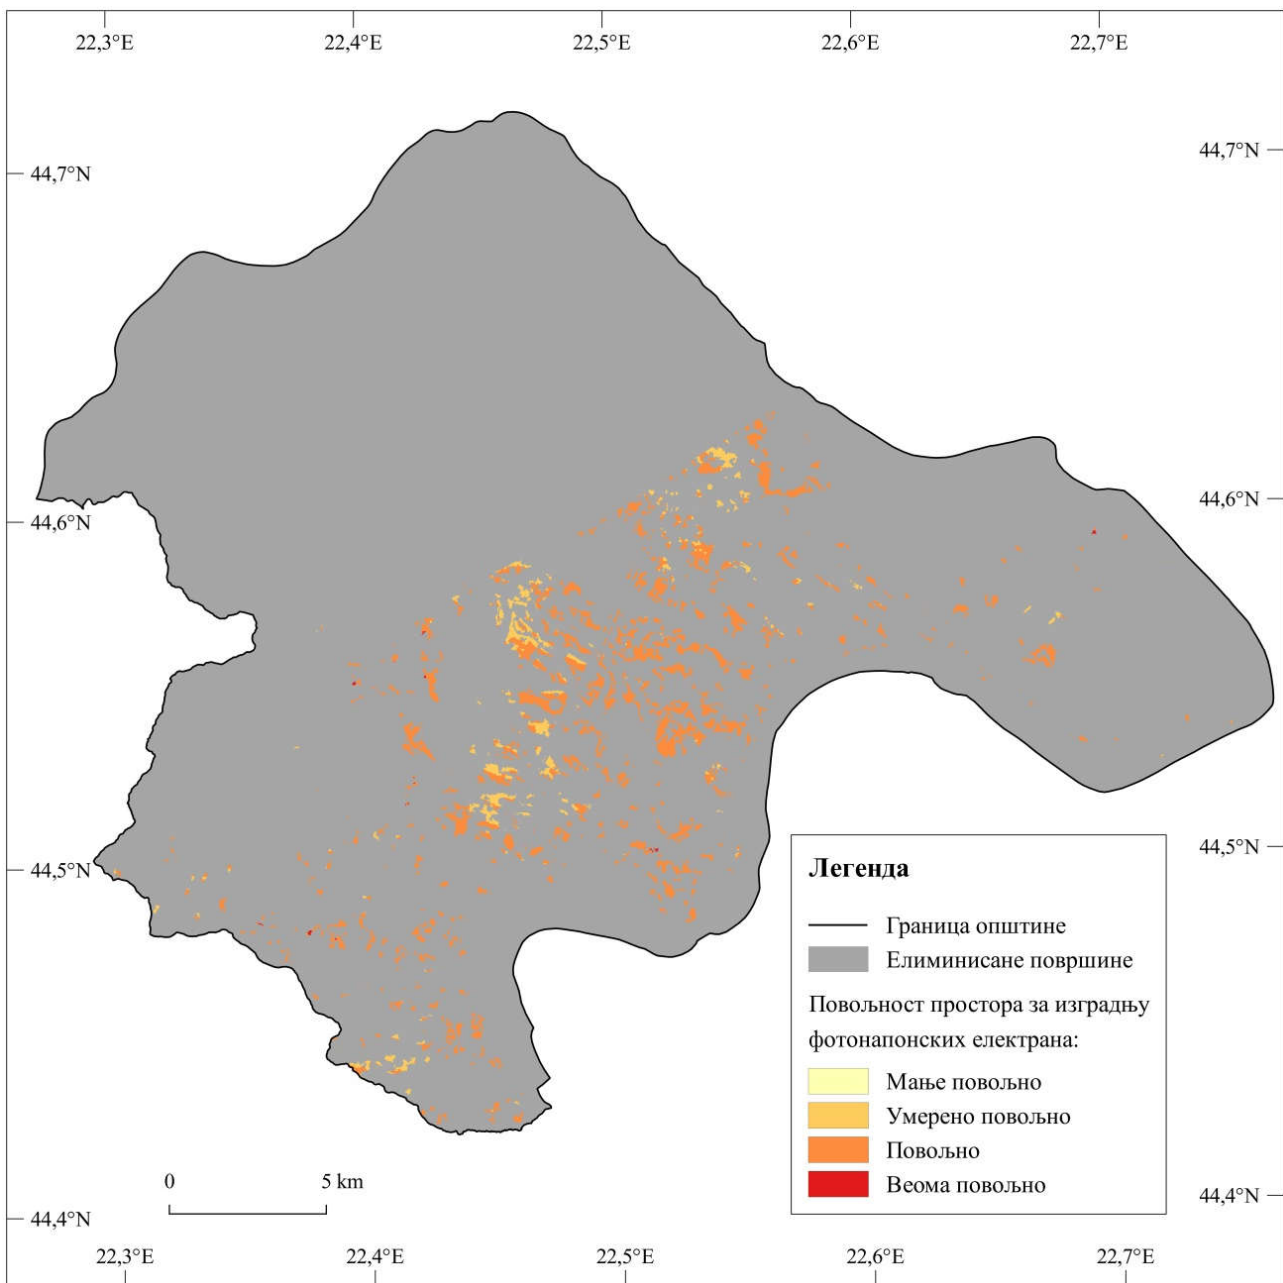 22,3°E 22,4°E 22,5°E 22,6°E 22,7°E
44,7°N 44,7°N
44,6°N 44,6°N
44,5°N 44,5°N
44,4°N 44,4°N
Легенда
Граница општине
Елиминисане површине
Повољност простора за изградњу
фотонапонских електрана:
Мање повољно
Умерено повољно
Повољно
Веома повољно
0 5 km
22,3°E 22,4°E 22,5°E 22,6°E 22,7°E